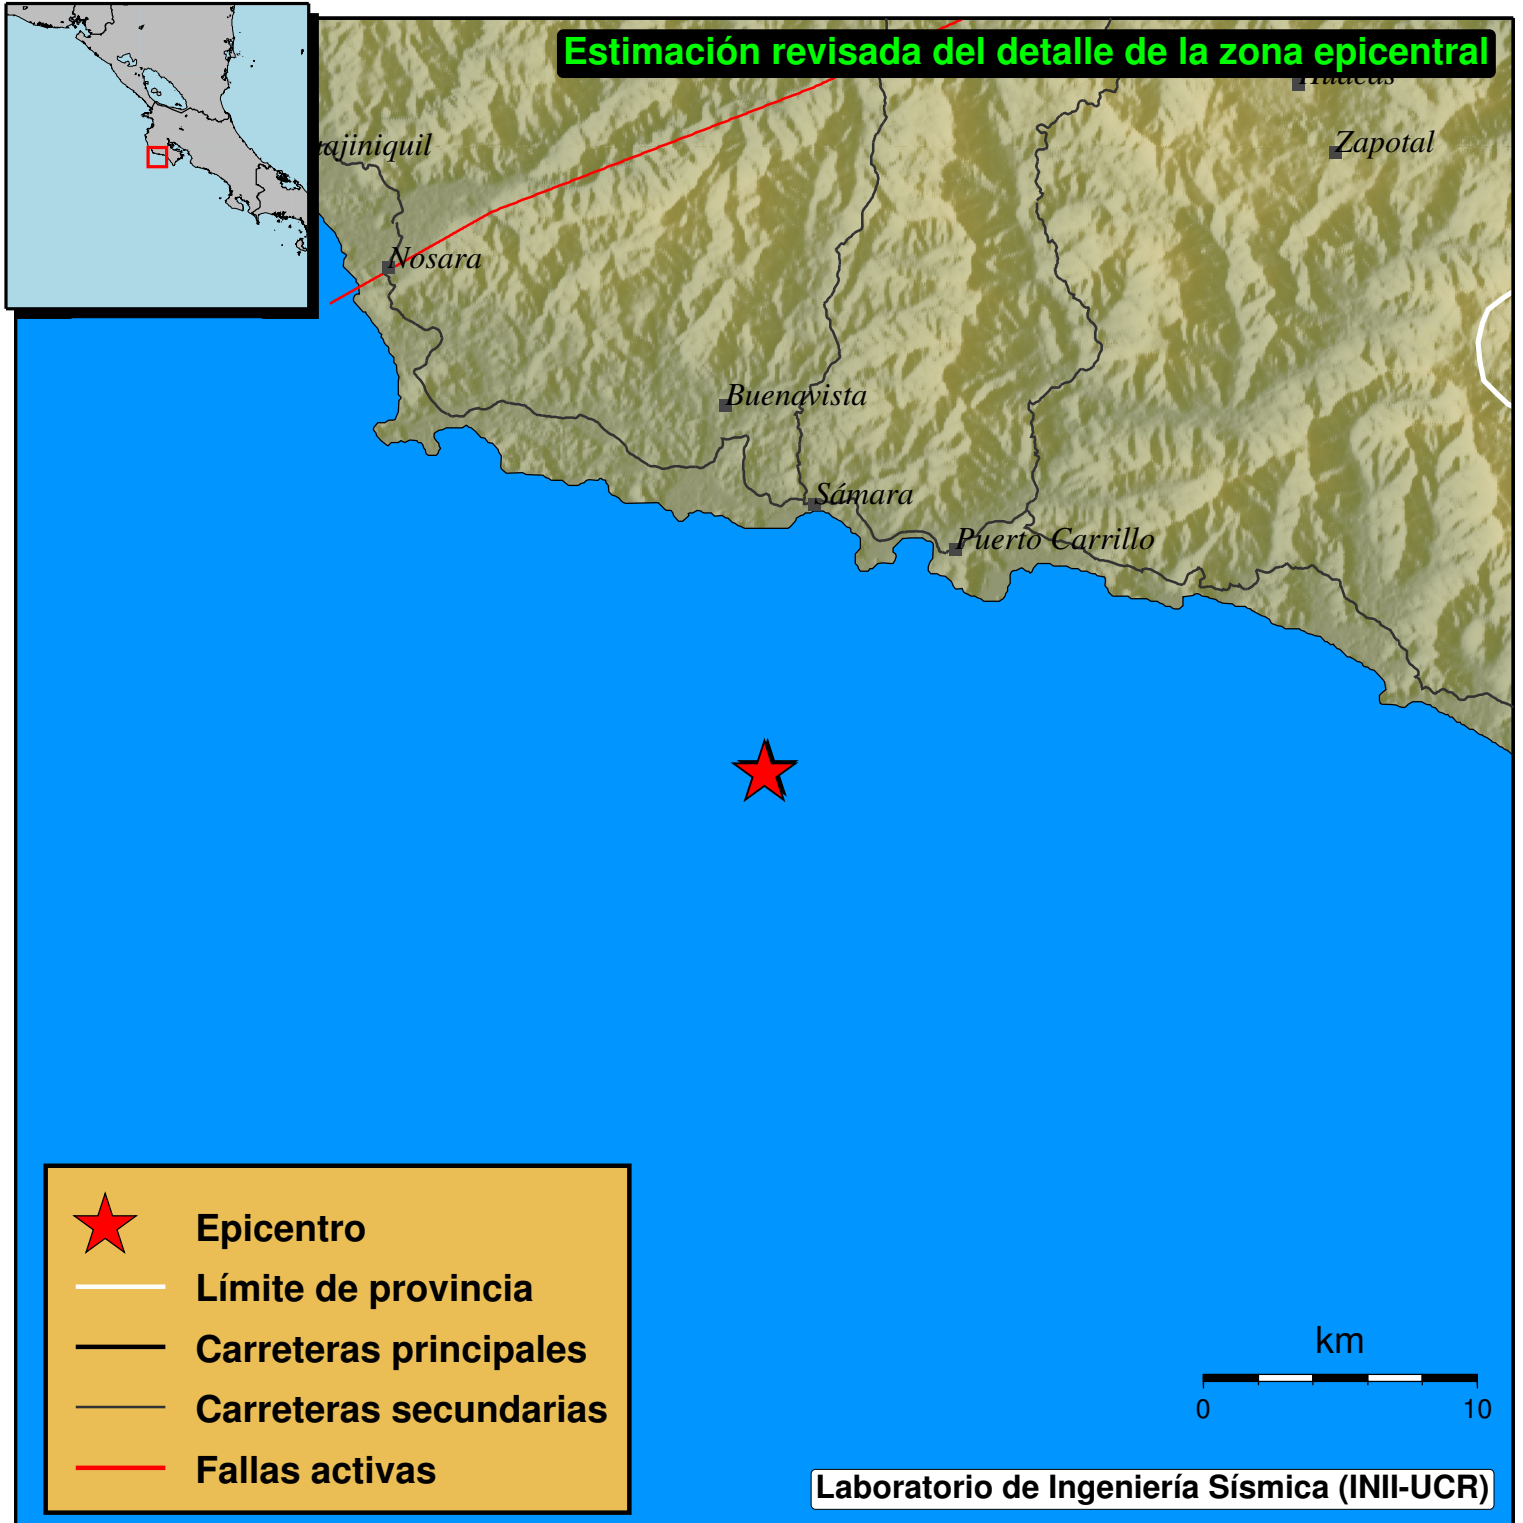 Estimación revisada del detalle de la zona epicentral
Zapotal
Nosara
Buenavista
Sámara
Puerto Carrillo
Epicentro
Límite de provincia
Carreteras principales
Carreteras secundarias
Fallas activas
km
0 10
Laboratorio de Ingeniería Sísmica (INII-UCR)